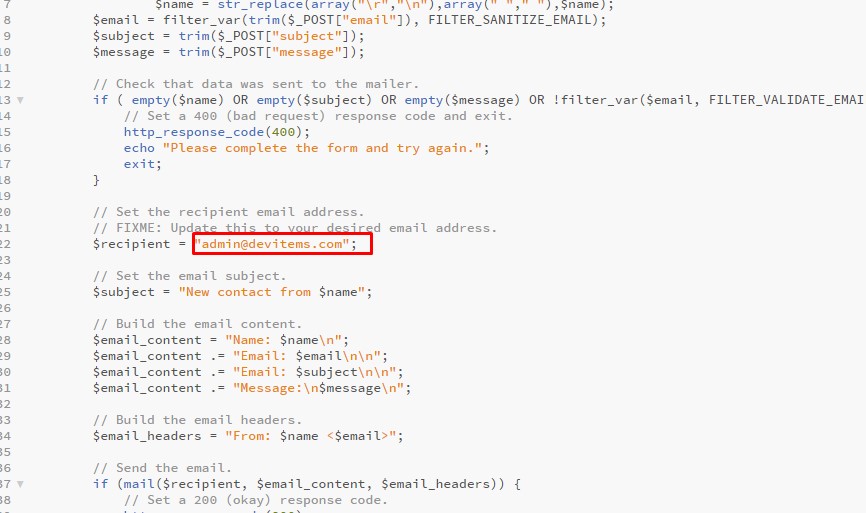 7 $name = str_replace(array("\r","\n"),array(" "," "),$name);
8 $email = filter_var(trim($_POST["email"]), FILTER_SANITIZE_EMAIL);
9 $subject = trim($_POST["subject"]);
10 $message = trim($_POST["message"]);
11
12 // Check that data was sent to the mailer.
13 if ( empty($name) OR empty($subject) OR empty($message) OR !filter_var($email, FILTER_VALIDATE_EMAI
14 // Set a 400 (bad request) response code and exit.
15 http_response_code(400);
16 echo "Please complete the form and try again.";
17 exit;
18 }
19
20 // Set the recipient email address.
21 // FIXME: Update this to your desired email address.
22 $recipient = "admin@devitems.com";
23
24 // Set the email subject.
25 $subject = "New contact from $name";
26
27 // Build the email content.
28 $email_content = "Name: $name\n";
29 $email_content .= "Email: $email\n\n";
30 $email_content .= "Email: $subject\n\n";
31 $email_content .= "Message:\n$message\n";
32
33 // Build the email headers.
34 $email_headers = "From: $name <$email>";
35
36 // Send the email.
37 if (mail($recipient, $email_content, $email_headers)) {
38 // Set a 200 (okay) response code.